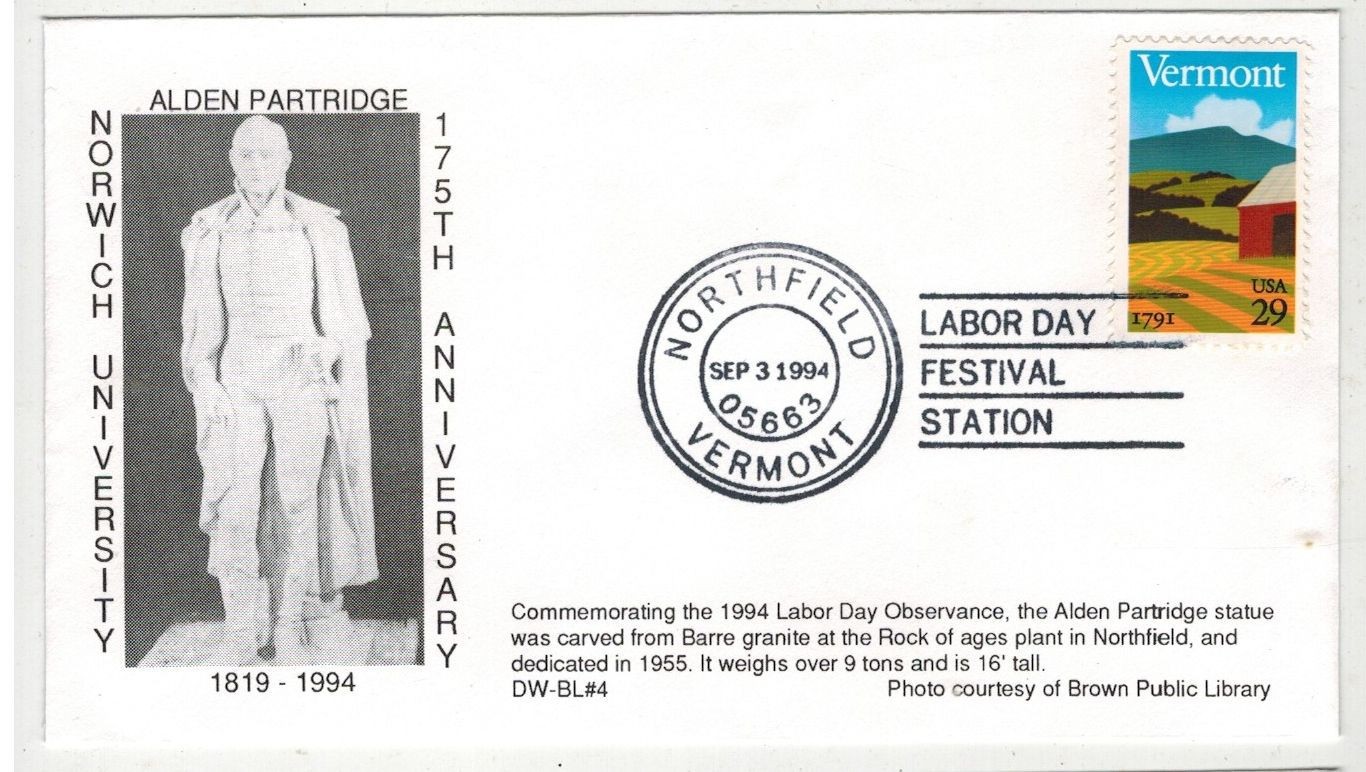 ALDEN PARTRIDGE
NORWICH UNIVERSITY
175TH ANNIVERSARY
1819 - 1994
Vermont
USA
1791 29
NORTHFIELD
SEP 3 1994
05663
VERMONT
LABOR DAY
FESTIVAL
STATION
Commemorating the 1994 Labor Day Observance, the Alden Partridge statue
was carved from Barre granite at the Rock of ages plant in Northfield, and
dedicated in 1955. It weighs over 9 tons and is 16' tall.
DW-BL#4 Photo courtesy of Brown Public Library